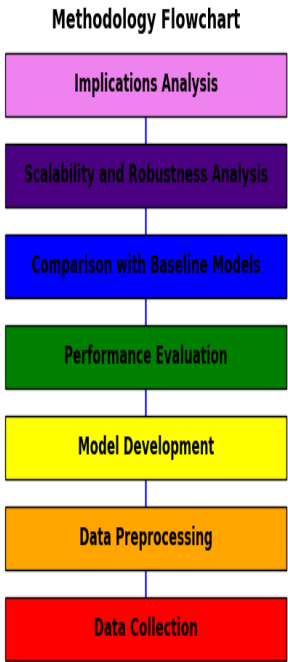 Methodology Flowchart
Implications Analysis
Scalability and Robustness Analysis
Comparison with Baseline Models
Performance Evaluation
Model Development
Data Preprocessing
Data Collection